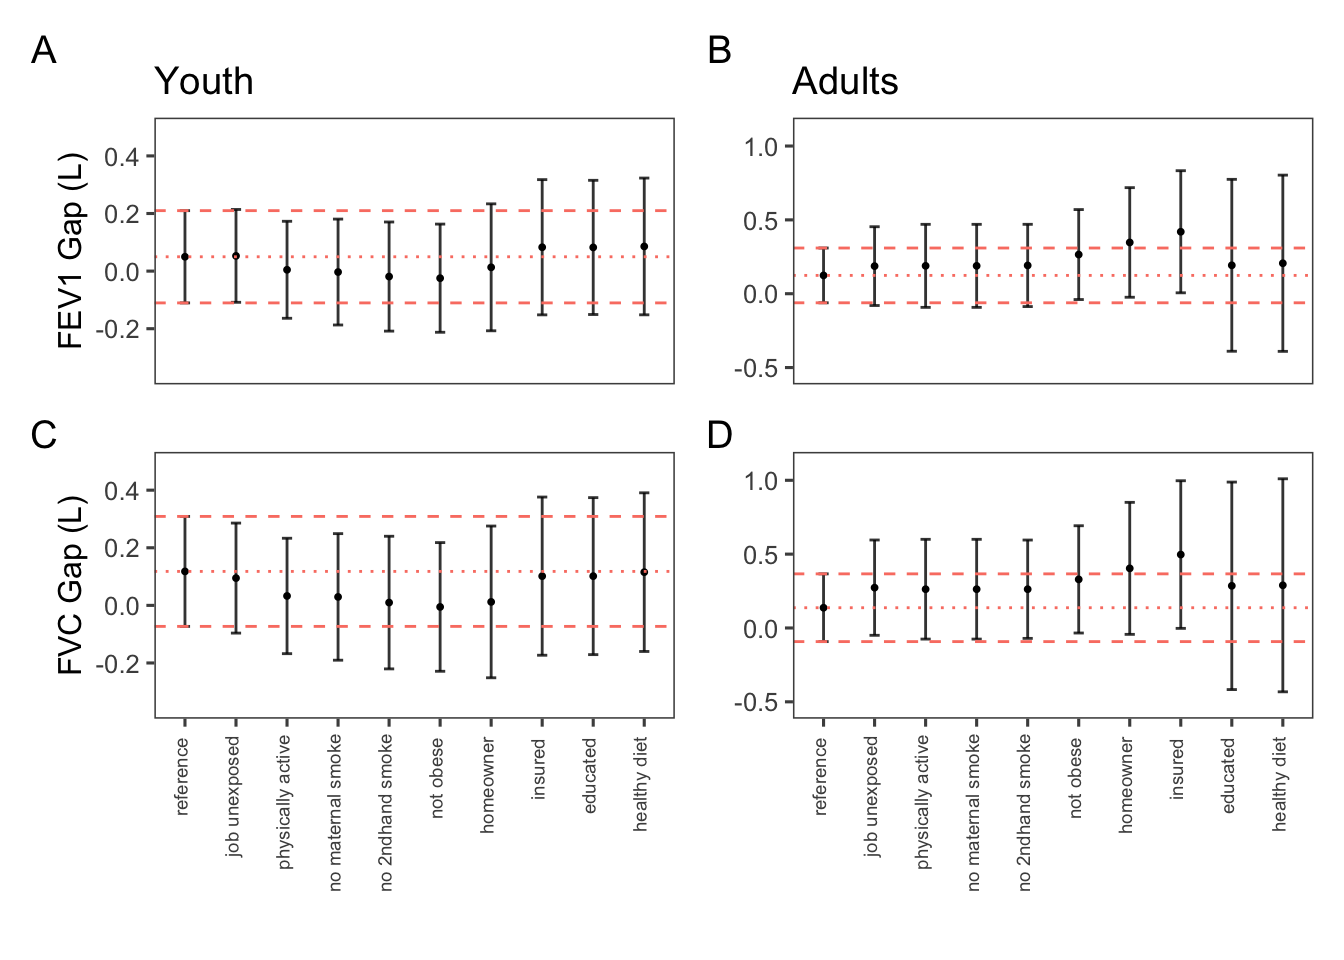 A
Youth
FEV1 Gap (L)
0.4
0.2
0.0
-0.2
B
Adults
1.0
0.5
0.0
-0.5
C
FVC Gap (L)
0.4
0.2
0.0
-0.2
reference
job unexposed
physically active
no maternal smoke
no 2ndhand smoke
not obese
homeowner
insured
educated
healthy diet
D
1.0
0.5
0.0
-0.5
reference
job unexposed
physically active
no maternal smoke
no 2ndhand smoke
not obese
homeowner
insured
educated
healthy diet